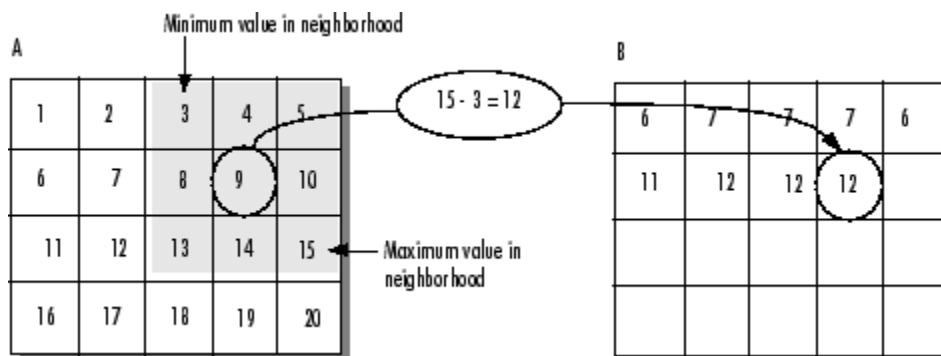 Minimum value in neighborhood
A
B
15 - 3 = 12
1 2 3 4 5
6 7 8 9 10
11 12 13 14 15
16 17 18 19 20
Maximum value in
neighborhood
6 7 7 7 6
11 12 12 12